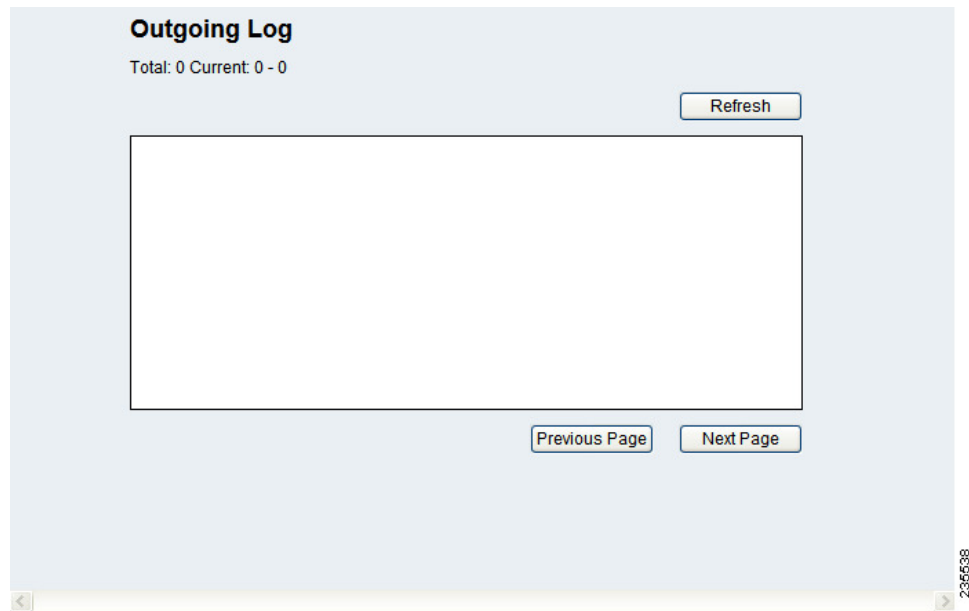 Outgoing Log
Total: 0 Current: 0 - 0
Refresh
Previous Page
Next Page
235538